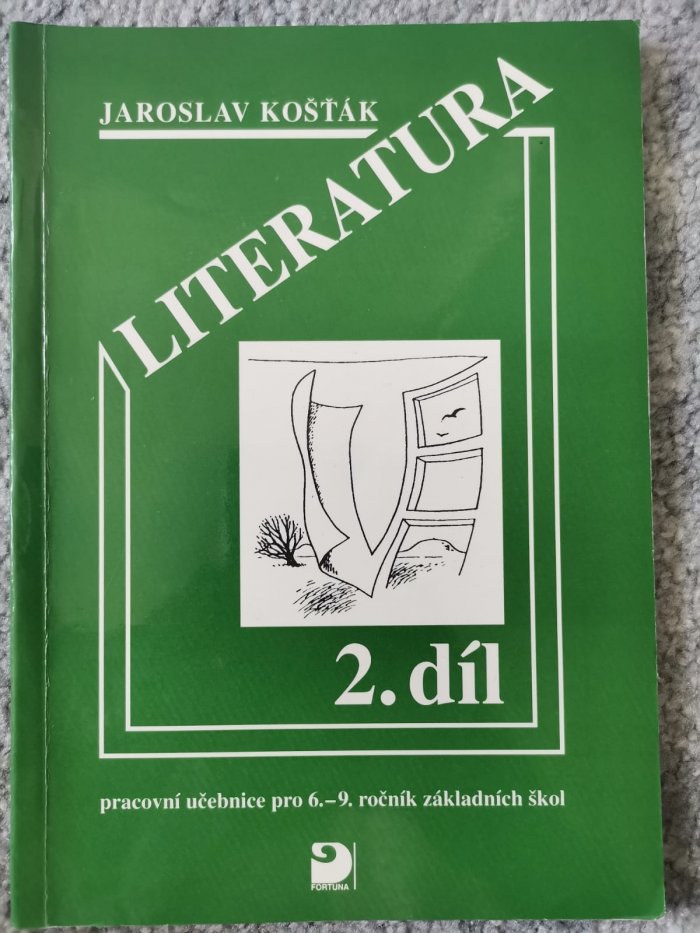 JAROSLAV KOŠŤÁK
LITERATURA
2. díl
pracovní učebnice pro 6.–9. ročník základních škol
FORTUNA